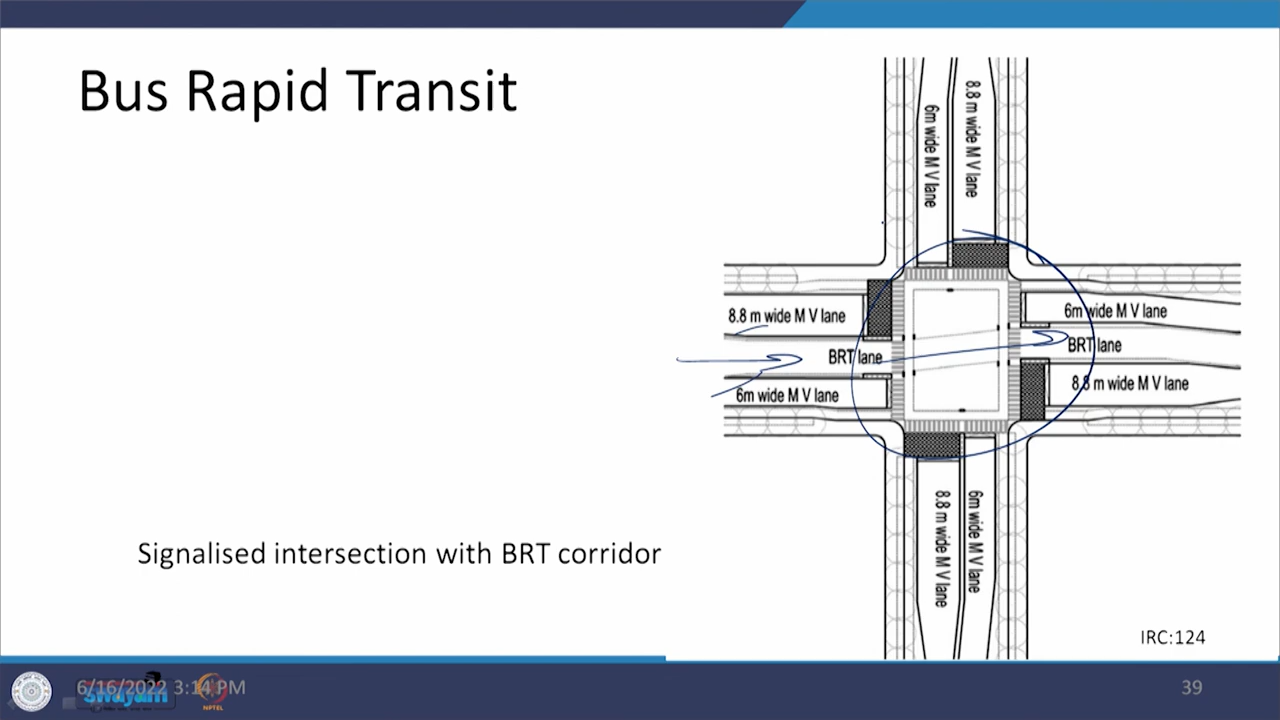 Bus Rapid Transit
6m wide M V lane
8.8 m wide M V lane
8.8 m wide M V lane
6m wide M V lane
BRT lane
BRT lane
6m wide M V lane
8.8 m wide M V lane
8.8 m wide M V lane
6m wide M V lane
Signalised intersection with BRT corridor
IRC:124
6/16/2022 3:14 PM
swayam
NPTEL
39